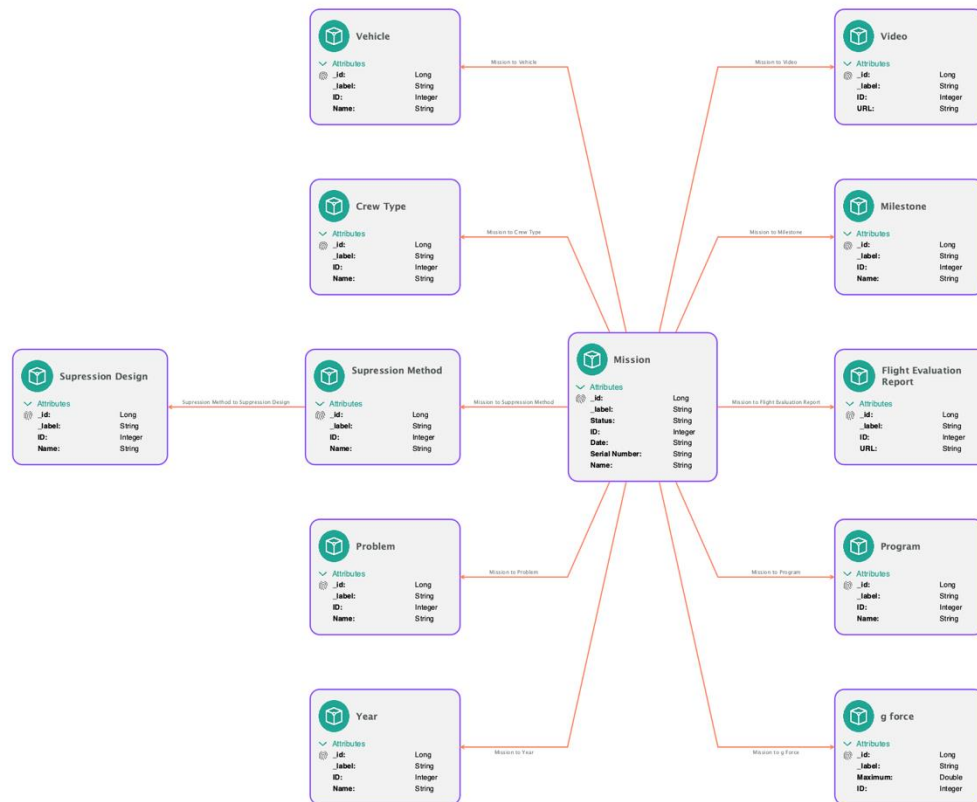 Vehicle
Attributes
_id: Long
_label: String
ID: Integer
Name: String
Mission to Vehicle
Mission to Video
Video
Attributes
_id: Long
_label: String
ID: Integer
URL: String
Crew Type
Attributes
_id: Long
_label: String
ID: Integer
Name: String
Mission to Crew Type
Mission to Milestone
Milestone
Attributes
_id: Long
_label: String
ID: Integer
Name: String
Supression Design
Attributes
_id: Long
_label: String
ID: Integer
Name: String
Supression Method to Suppression Design
Supression Method
Attributes
_id: Long
_label: String
ID: Integer
Name: String
Mission to Suppression Method
Mission
Attributes
_id: Long
_label: String
Status: String
ID: Integer
Date: String
Serial Number: String
Name: String
Mission to Flight Evaluation Report
Flight Evaluation
Report
Attributes
_id: Long
_label: String
ID: Integer
URL: String
Problem
Attributes
_id: Long
_label: String
ID: Integer
Name: String
Mission to Problem
Mission to Program
Program
Attributes
_id: Long
_label: String
ID: Integer
Name: String
Year
Attributes
_id: Long
_label: String
ID: Integer
Name: String
Mission to Year
Mission to g Force
g force
Attributes
_id: Long
_label: String
Maximum: Double
ID: Integer